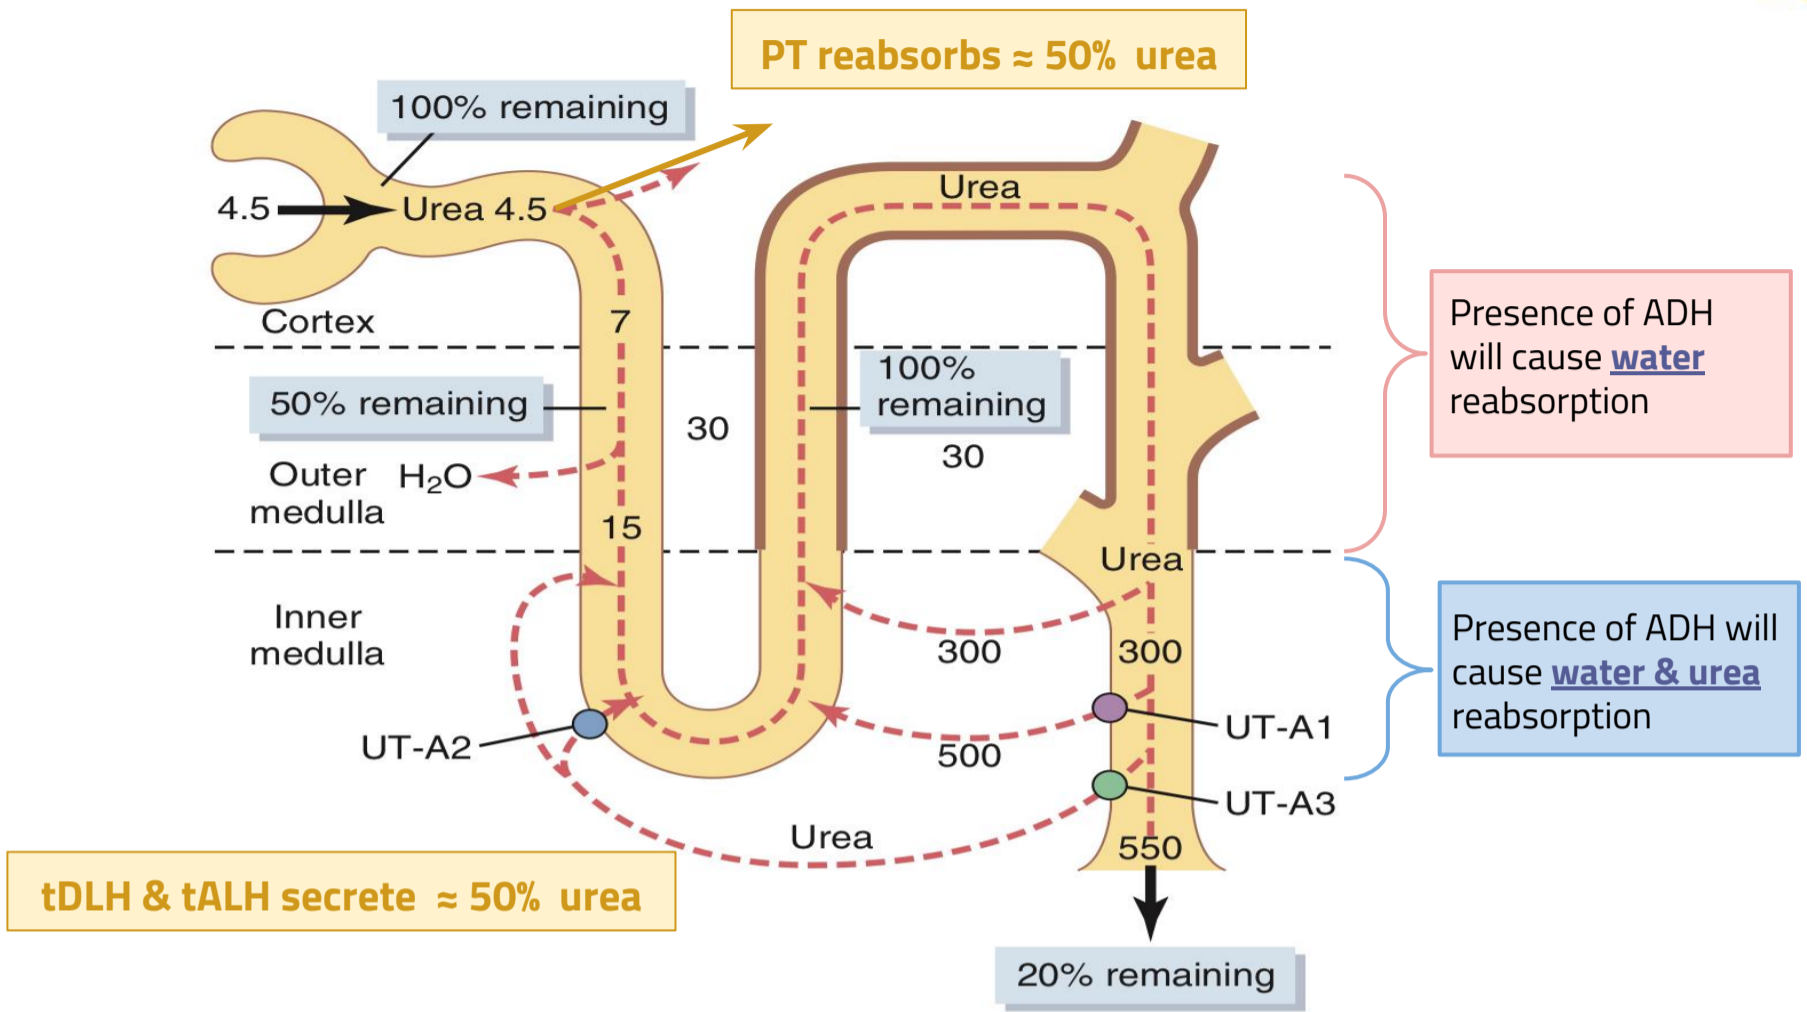 PT reabsorbs ≈ 50% urea
100% remaining
4.5
Urea 4.5
Urea
Cortex
7
50% remaining
30
100%
remaining
30
Outer
medulla
H₂O
15
Urea
Inner
medulla
300
300
UT-A2
500
UT-A1
UT-A3
Urea
550
20% remaining
tDLH & tALH secrete ≈ 50% urea
Presence of ADH
will cause water
reabsorption
Presence of ADH will
cause water & urea
reabsorption